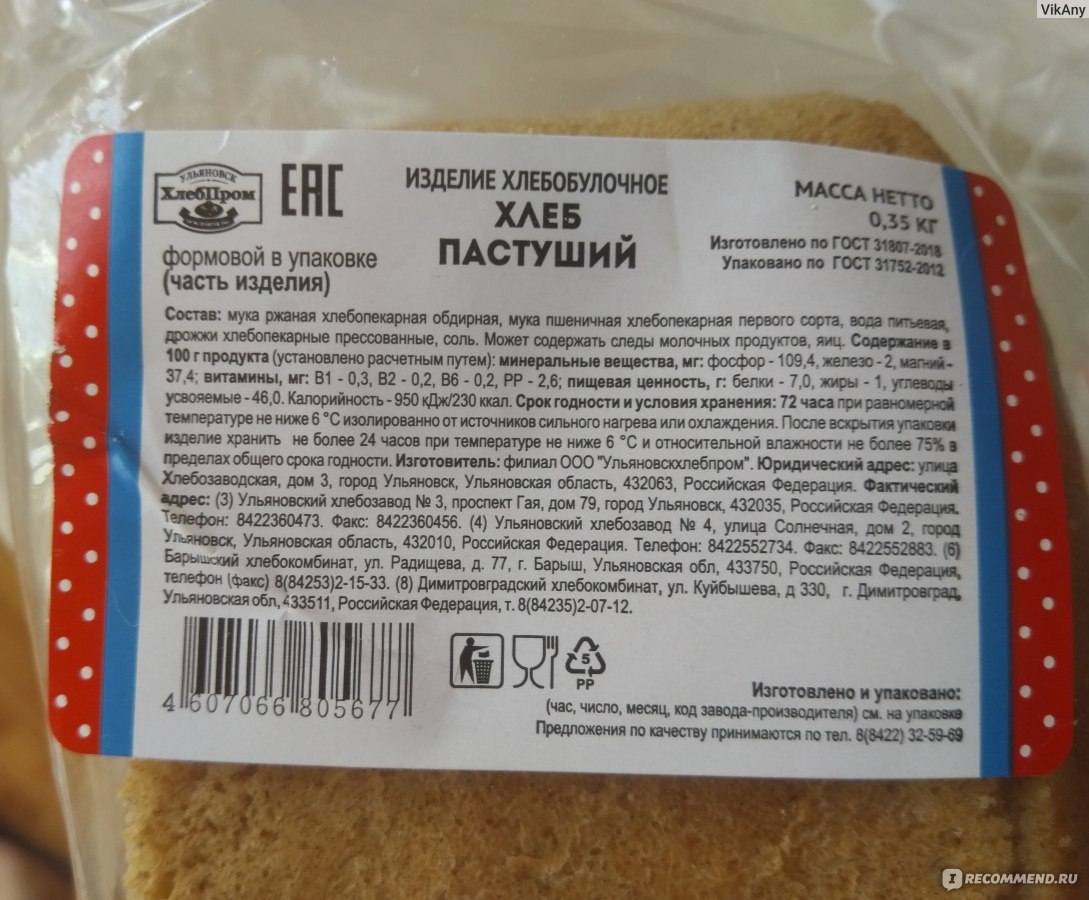 VikAny
УЛЬЯНОВСК
ХлебПром
ЕАС
ИЗДЕЛИЕ ХЛЕБОБУЛОЧНОЕ
ХЛЕБ
ПАСТУШИЙ
МАССА НЕТТО
0,35 КГ
Изготовлено по ГОСТ 31807-2018
Упаковано по ГОСТ 31752-2012
формовой в упаковке
(часть изделия)
Состав: мука ржаная хлебопекарная обдирная, мука пшеничная хлебопекарная первого сорта, вода питьевая,
дрожжи хлебопекарные прессованные, соль. Может содержать следы молочных продуктов, яиц. Содержание в
100 г продукта (установлено расчетным путем): минеральные вещества, мг: фосфор - 109,4, железо - 2, магний -
37,4; витамины, мг: В1 - 0,3, В2 - 0,2, В6 - 0,2, РР - 2,6; пищевая ценность, г: белки - 7,0, жиры - 1, углеводы
усвояемые - 46,0. Калорийность - 950 кДж/230 ккал. Срок годности и условия хранения: 72 часа при равномерной
температуре не ниже 6 °С изолированно от источников сильного нагрева или охлаждения. После вскрытия упаковки
изделие хранить не более 24 часов при температуре не ниже 6 °С и относительной влажности не более 75% в
пределах общего срока годности. Изготовитель: филиал ООО "Ульяновскхлебпром". Юридический адрес: улица
Хлебозаводская, дом 3, город Ульяновск, Ульяновская область, 432063, Российская Федерация. Фактический
адрес: (3) Ульяновский хлебозавод № 3, проспект Гая, дом 79, город Ульяновск, 432035, Российская Федерация.
Телефон: 8422360473. Факс: 8422360456. (4) Ульяновский хлебозавод № 4, улица Солнечная, дом 2, город
Ульяновск, Ульяновская область, 432010, Российская Федерация. Телефон: 8422552734. Факс: 8422552883. (6)
Барышский хлебокомбинат, ул. Радищева, д. 77, г. Барыш, Ульяновская обл, 433750, Российская Федерация,
телефон (факс) 8(84253)2-15-33. (8) Димитровградский хлебокомбинат, ул. Куйбышева, д 330, г. Димитровград,
Ульяновская обл, 433511, Российская Федерация, т. 8(84235)2-07-12.
4 607066 805677
5
PP
Изготовлено и упаковано:
(час, число, месяц, код завода-производителя) см. на упаковке
Предложения по качеству принимаются по тел. 8(8422) 32-59-69
IRECOMMEND.RU